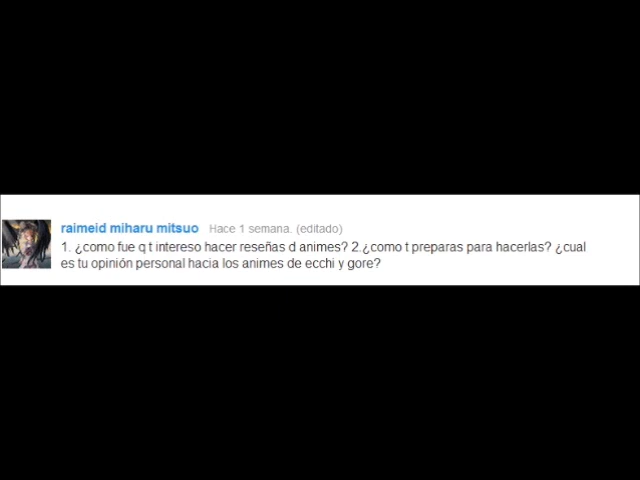 raimeid miharu mitsuo Hace 1 semana. (editado)
1. ¿como fue q t intereso hacer reseñas d animes? 2.¿como t preparas para hacerlas? ¿cual
es tu opinión personal hacia los animes de ecchi y gore?